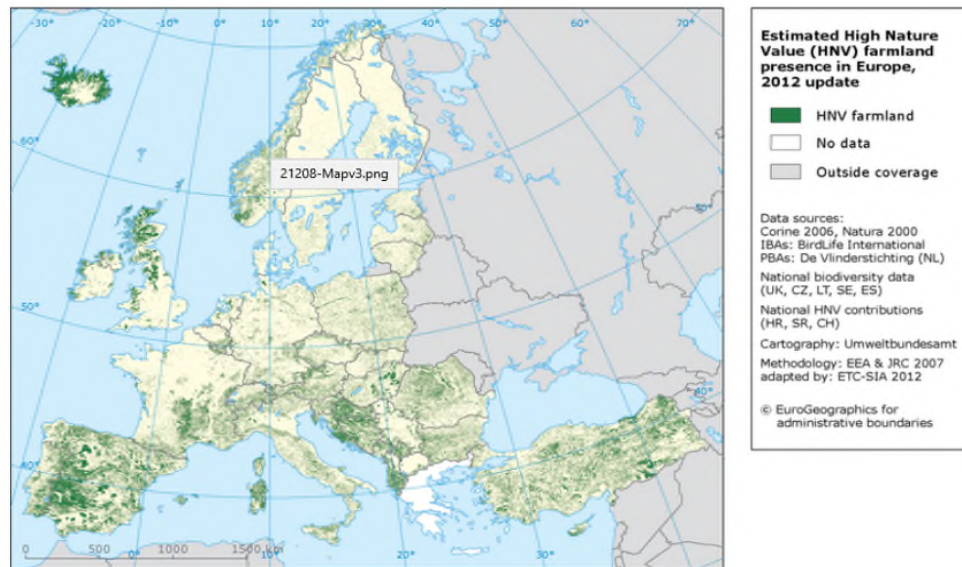 -30° -20° -10° 0° 10° 20° 30° 40° 50° 60° 70°
60°
50°
40°
50°
40°
21208-Mapv3.png
0 500 1000 1500 km
0° 10° 20° 30°
Estimated High Nature
Value (HNV) farmland
presence in Europe,
2012 update
HNV farmland
No data
Outside coverage
Data sources:
Corine 2006, Natura 2000
IBAs: BirdLife International
PBAs: De Vlinderstichting (NL)
National biodiversity data
(UK, CZ, LT, SE, ES)
National HNV contributions
(HR, SR, CH)
Cartography: Umweltbundesamt
Methodology: EEA & JRC 2007
adapted by: ETC-SIA 2012
© EuroGeographics for
administrative boundaries